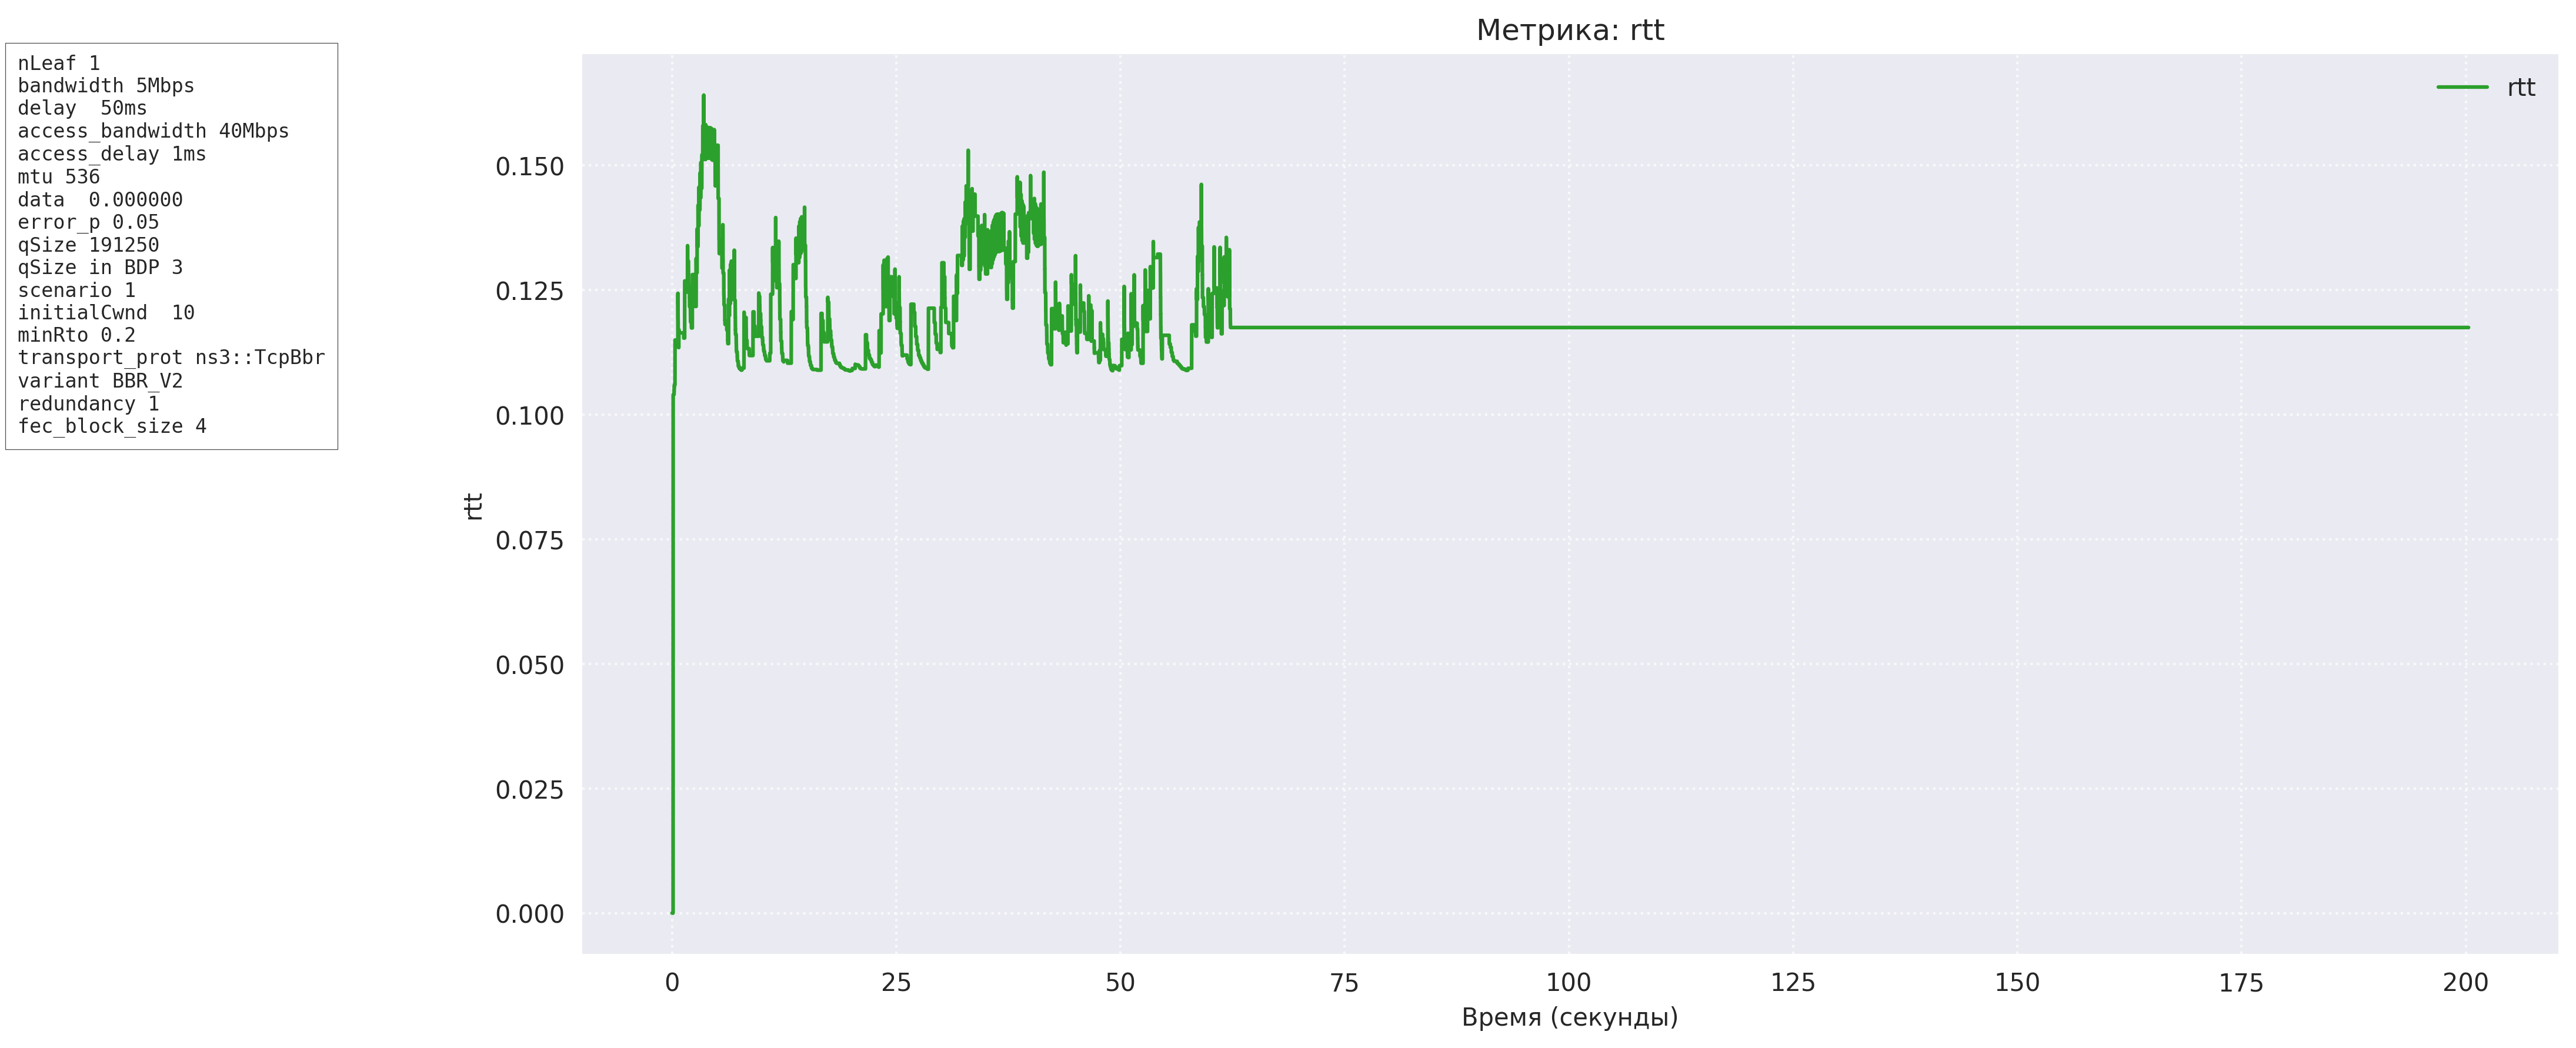 Метрика: rtt
nLeaf 1
bandwidth 5Mbps
delay  50ms
access_bandwidth 40Mbps
access_delay 1ms
mtu 536
data  0.000000
error_p 0.05
qSize 191250
qSize in BDP 3
scenario 1
initialCwnd  10
minRto 0.2
transport_prot ns3::TcpBbr
variant BBR_V2
redundancy 1
fec_block_size 4
rtt
rtt
0.150
0.125
0.100
0.075
0.050
0.025
0.000
0 25 50 75 100 125 150 175 200
Время (секунды)